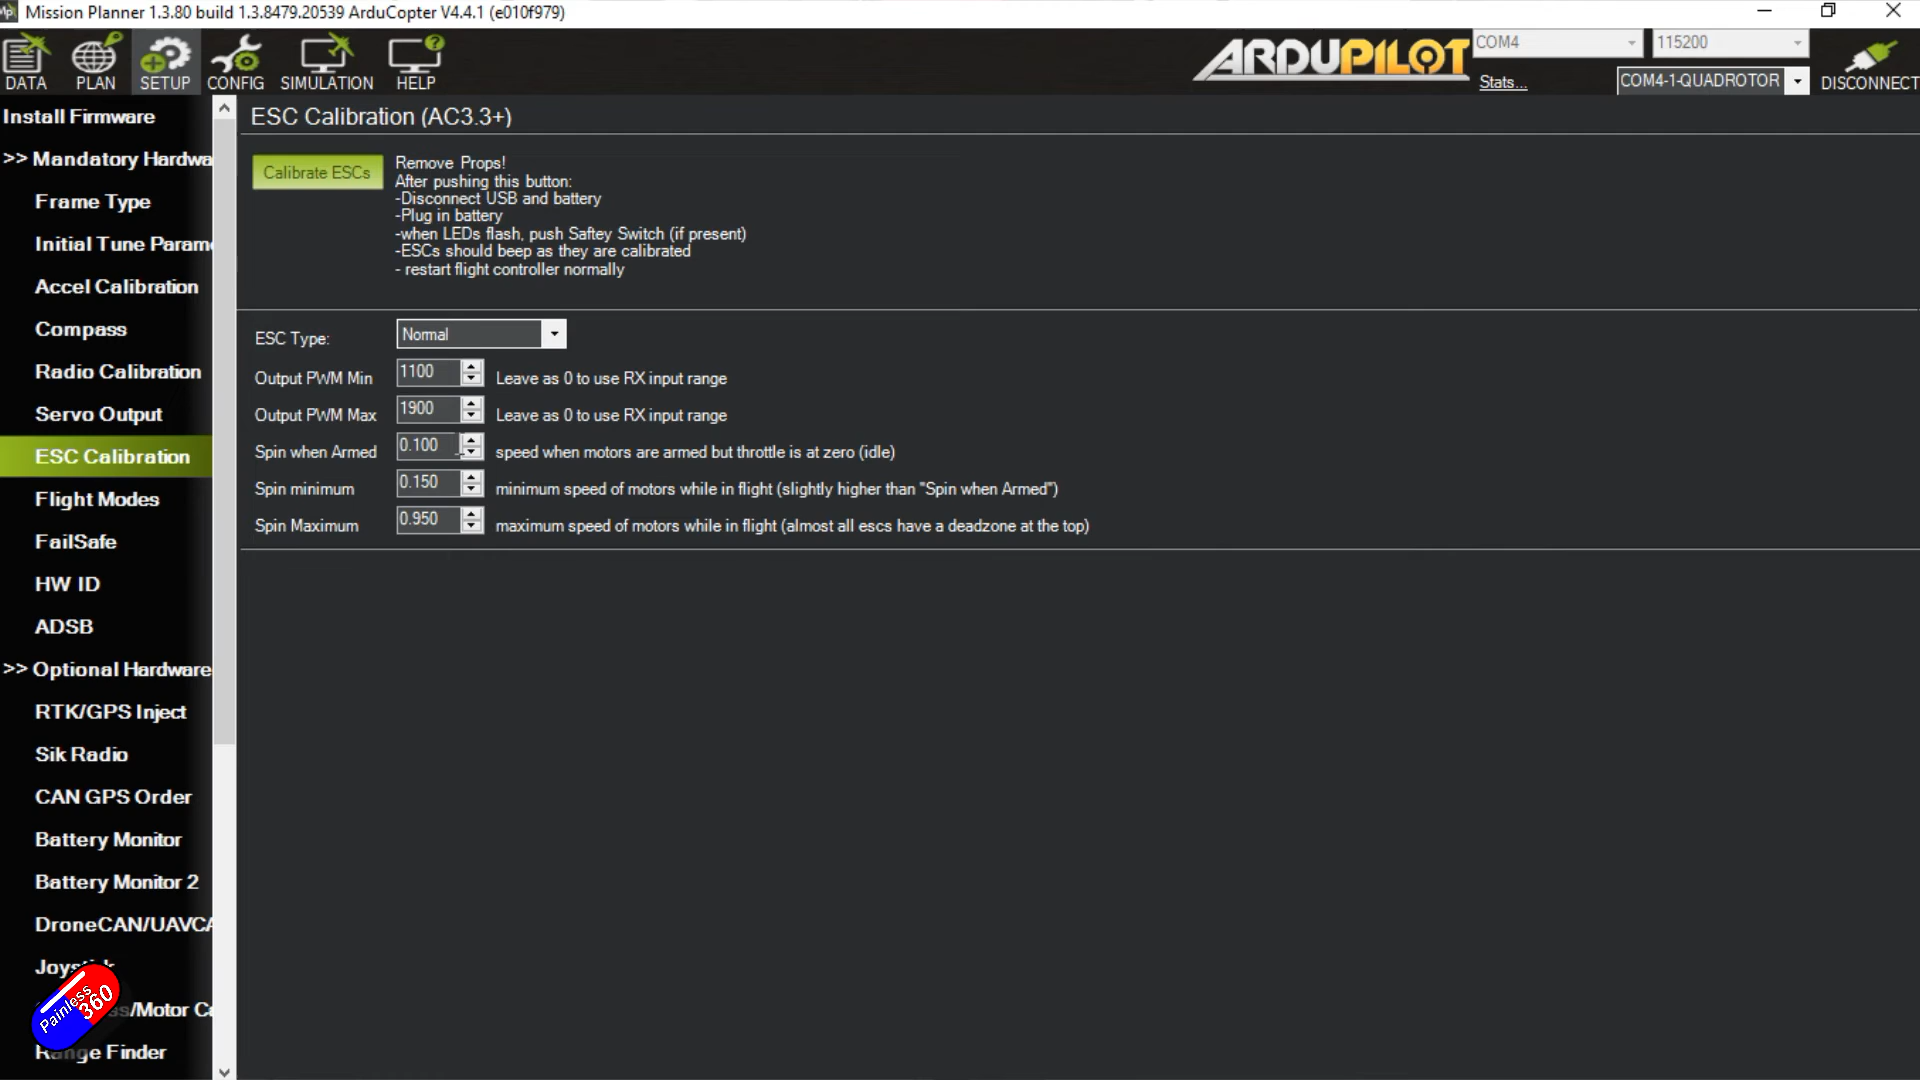 Mission Planner 1.3.80 build 1.3.8479.20539 ArduCopter V4.4.1 (e010f979)
DATA
PLAN
SETUP
CONFIG
SIMULATION
HELP
ARDUPILOT
COM4
115200
Stats...
COM4-1-QUADROTOR
DISCONNECT
Install Firmware
>> Mandatory Hardwa
Frame Type
Initial Tune Parame
Accel Calibration
Compass
Radio Calibration
Servo Output
ESC Calibration
Flight Modes
FailSafe
HW ID
ADSB
>> Optional Hardware
RTK/GPS Inject
Sik Radio
CAN GPS Order
Battery Monitor
Battery Monitor 2
DroneCAN/UAVCA
/Motor Ca
Range Finder
Painless
360
ESC Calibration (AC3.3+)
Calibrate ESCs
Remove Props!
After pushing this button:
-Disconnect USB and battery
-Plug in battery
-when LEDs flash, push Saftey Switch (if present)
-ESCs should beep as they are calibrated
- restart flight controller normally
ESC Type: Normal
Output PWM Min 1100 Leave as 0 to use RX input range
Output PWM Max 1900 Leave as 0 to use RX input range
Spin when Armed 0.100 speed when motors are armed but throttle is at zero (idle)
Spin minimum 0.150 minimum speed of motors while in flight (slightly higher than "Spin when Armed")
Spin Maximum 0.950 maximum speed of motors while in flight (almost all escs have a deadzone at the top)